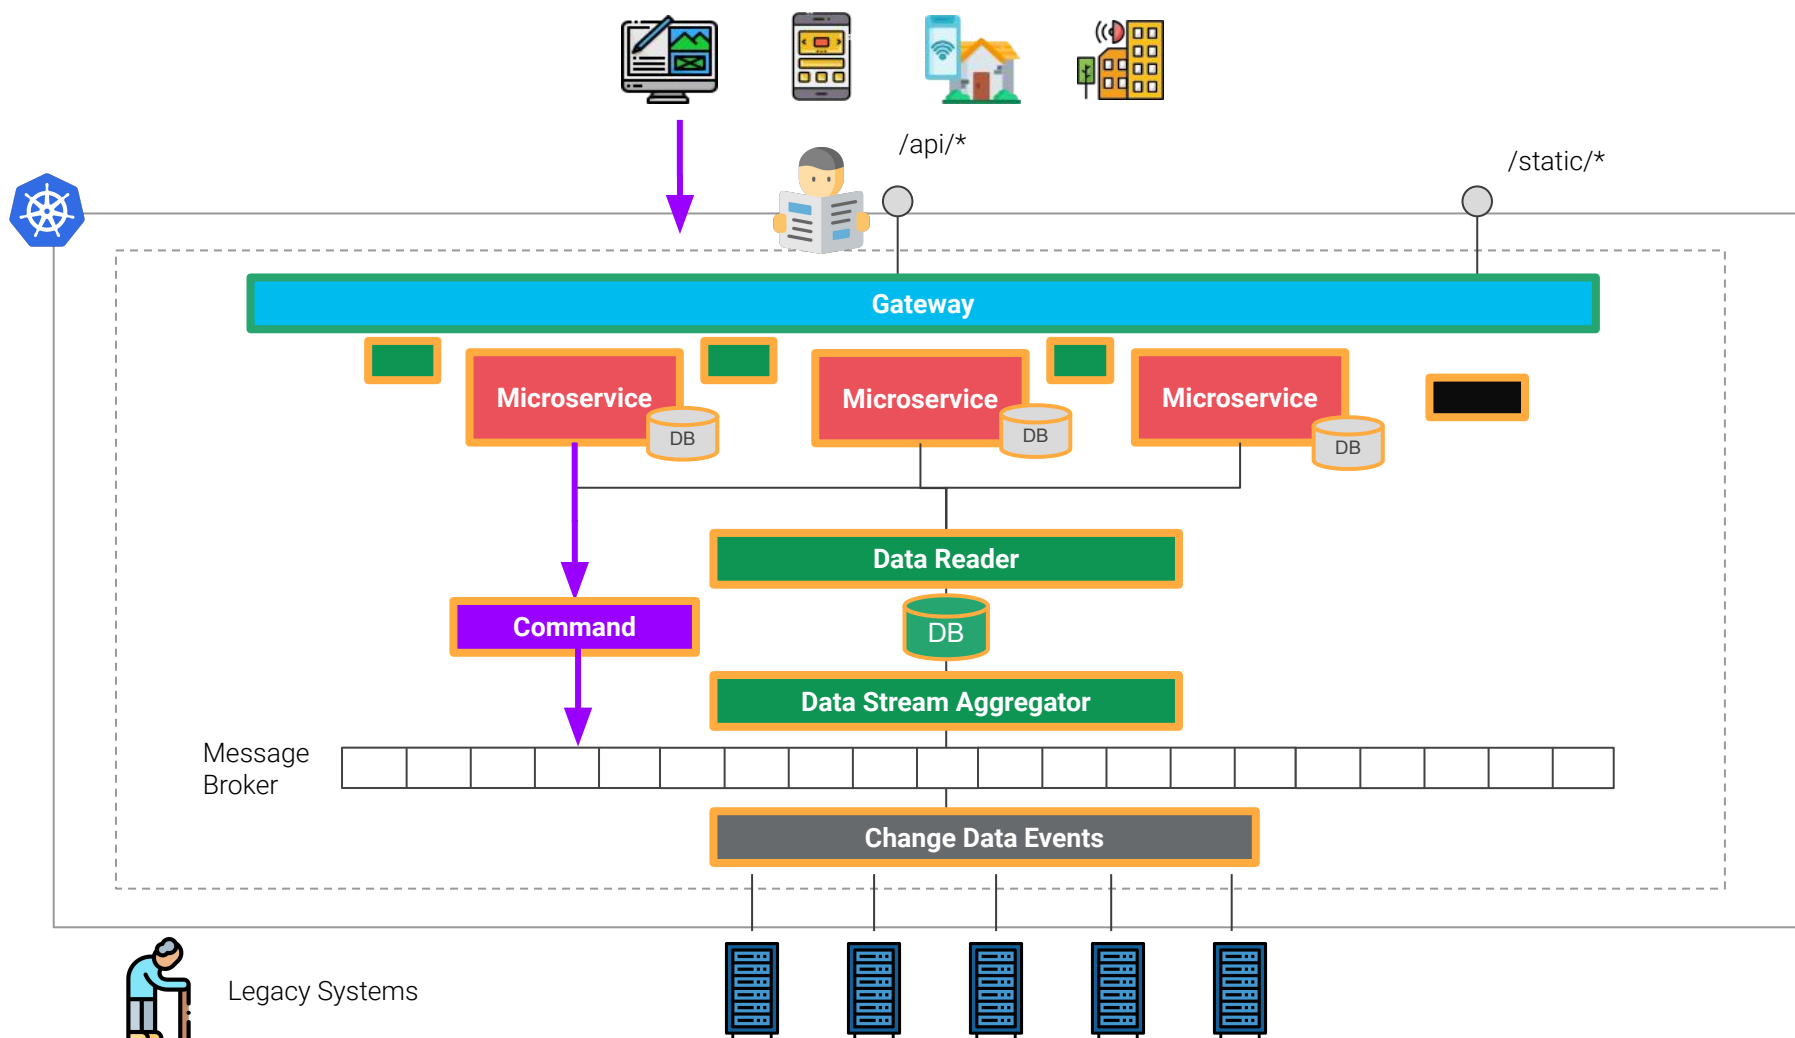 /api/*
/static/*
Gateway
Microservice
DB
Microservice
DB
Microservice
DB
Data Reader
Command
DB
Data Stream Aggregator
Message
Broker
Change Data Events
Legacy Systems